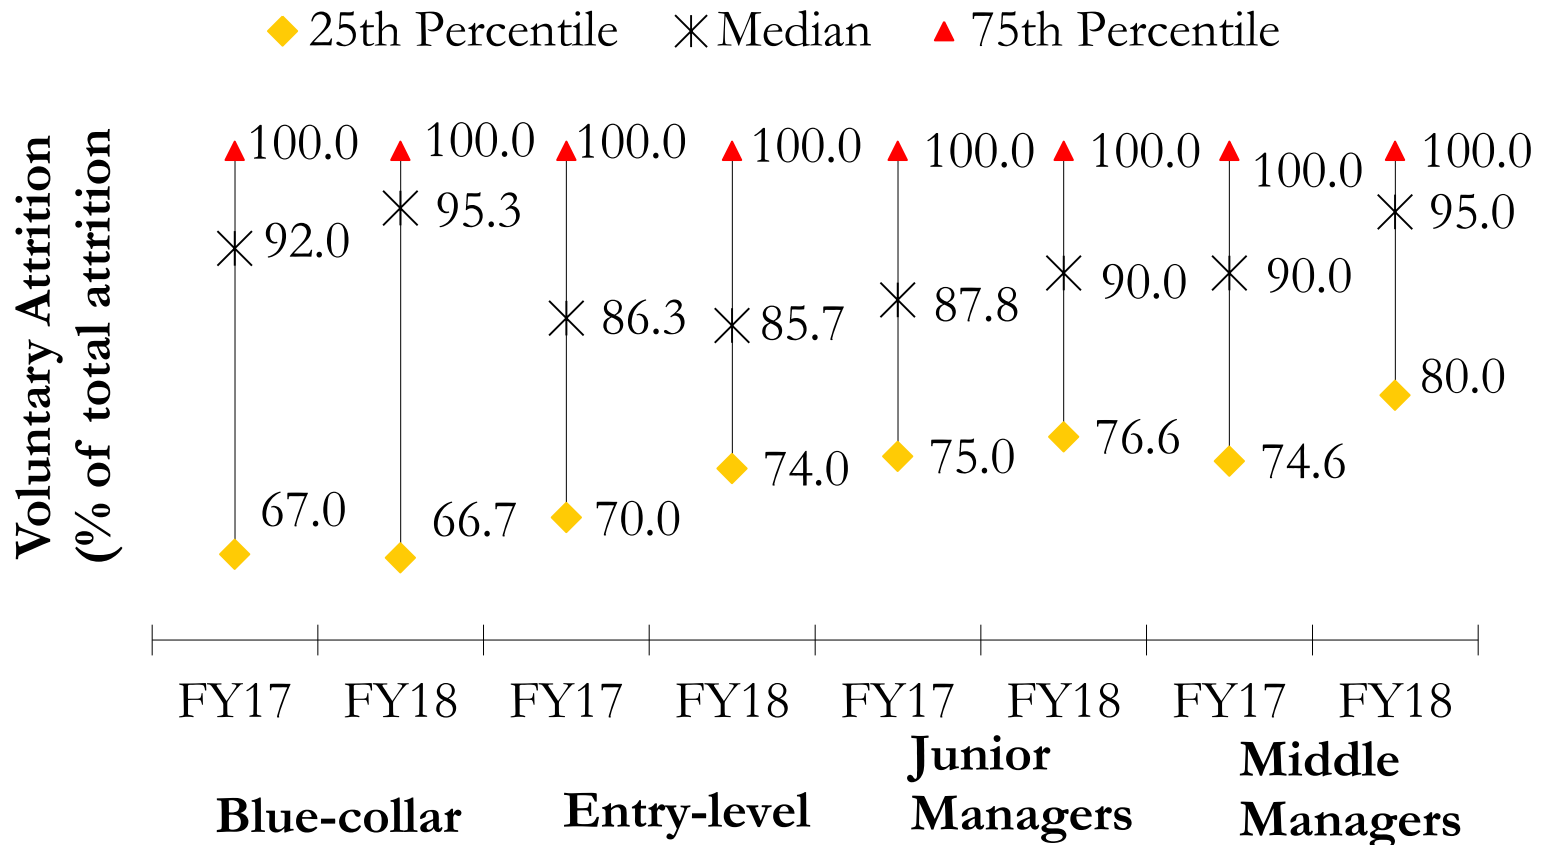 25th Percentile Median 75th Percentile
Voluntary Attrition
(% of total attrition
100.0 100.0 100.0 100.0 100.0 100.0 100.0 100.0
92.0 95.3 86.3 85.7 87.8 90.0 90.0 95.0
67.0 66.7 70.0 74.0 75.0 76.6 74.6 80.0
FY17 FY18 FY17 FY18 FY17 FY18 FY17 FY18
Blue-collar
Entry-level
Junior
Managers
Middle
Managers